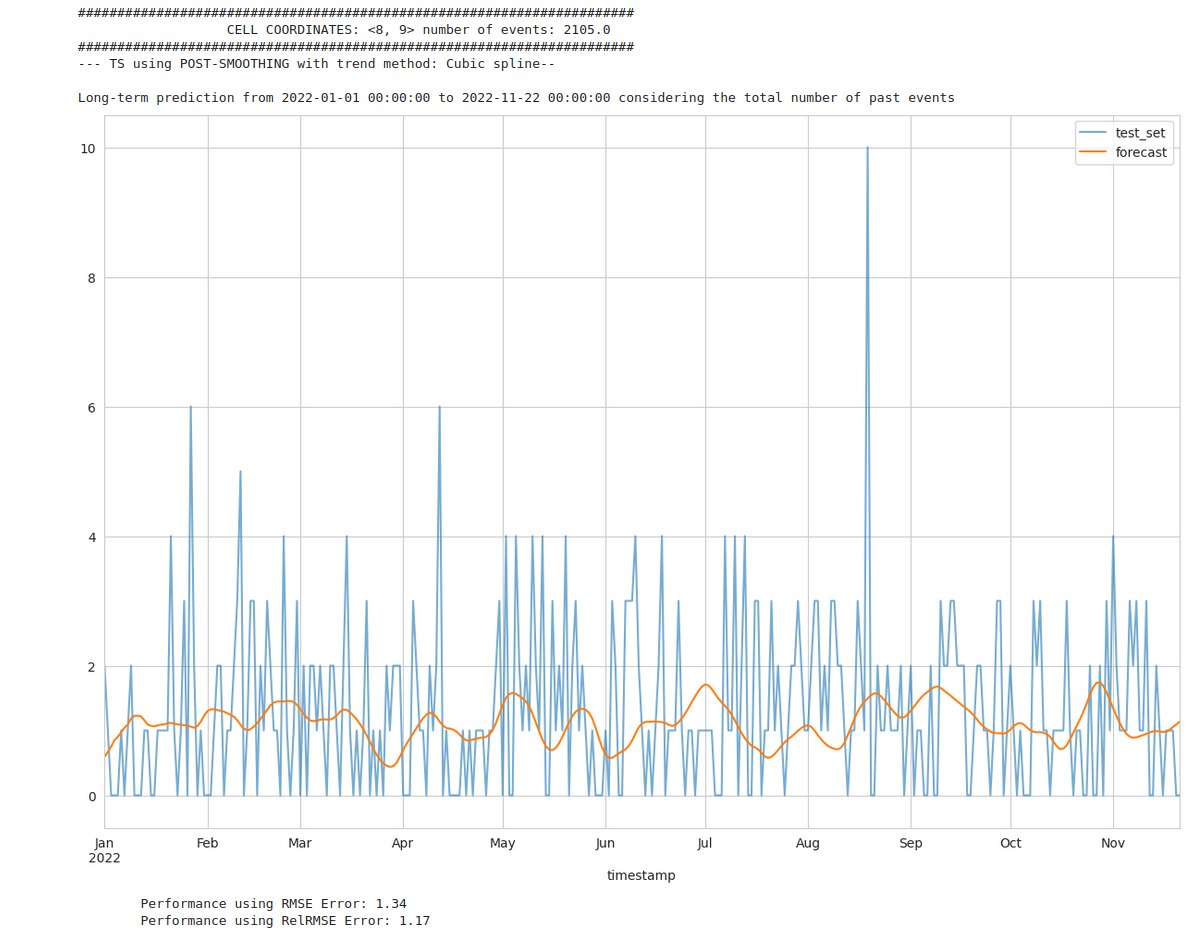 #######################################################################
CELL COORDINATES: <8, 9> number of events: 2105.0
#######################################################################
--- TS using POST-SMOOTHING with trend method: Cubic spline--
Long-term prediction from 2022-01-01 00:00:00 to 2022-11-22 00:00:00 considering the total number of past events
test_set
forecast
10
8
6
4
2
0
Jan Feb Mar Apr May Jun Jul Aug Sep Oct Nov
2022
timestamp
Performance using RMSE Error: 1.34
Performance using RelRMSE Error: 1.17